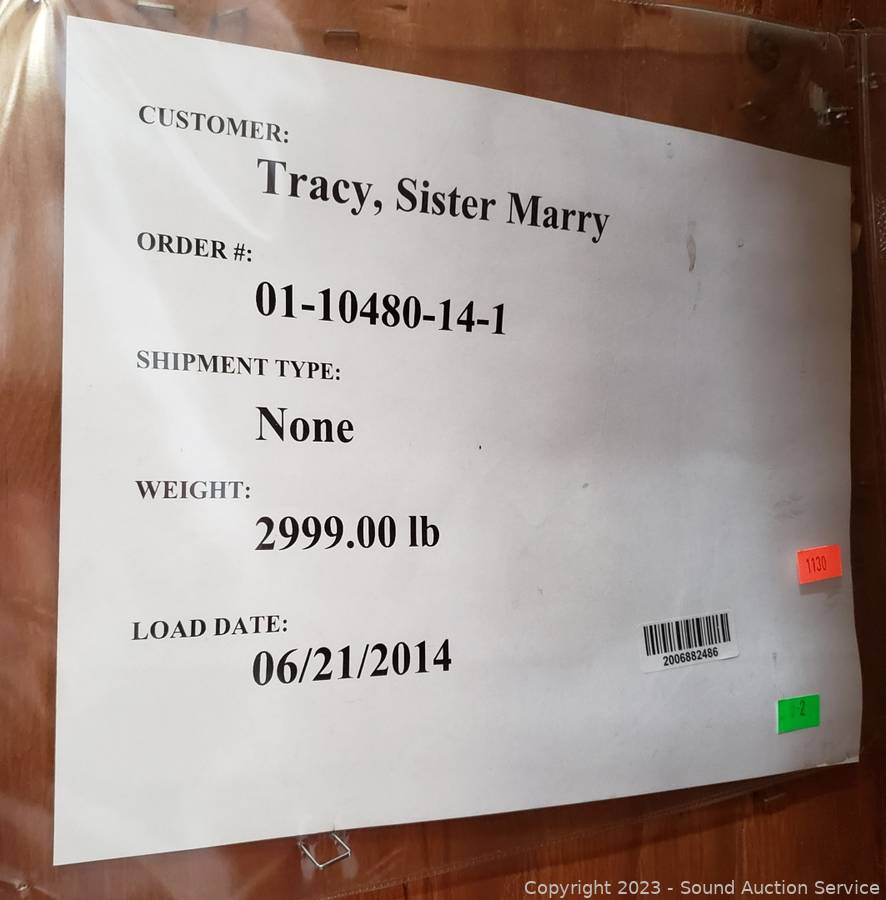 CUSTOMER:
Tracy, Sister Marry
ORDER #:
01-10480-14-1
SHIPMENT TYPE:
None
WEIGHT:
2999.00 lb
LOAD DATE:
06/21/2014
1130
2006882486
2
Copyright 2023 - Sound Auction Service